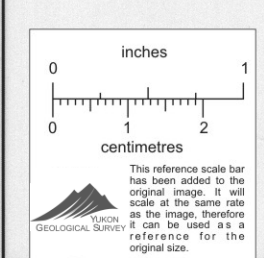 inches
0 1
0 1 2
centimetres
This reference scale bar
has been added to the
original image. It will
scale at the same rate
as the image, therefore
it can be used as a
reference for the
original size.
YUKON
GEOLOGICAL SURVEY